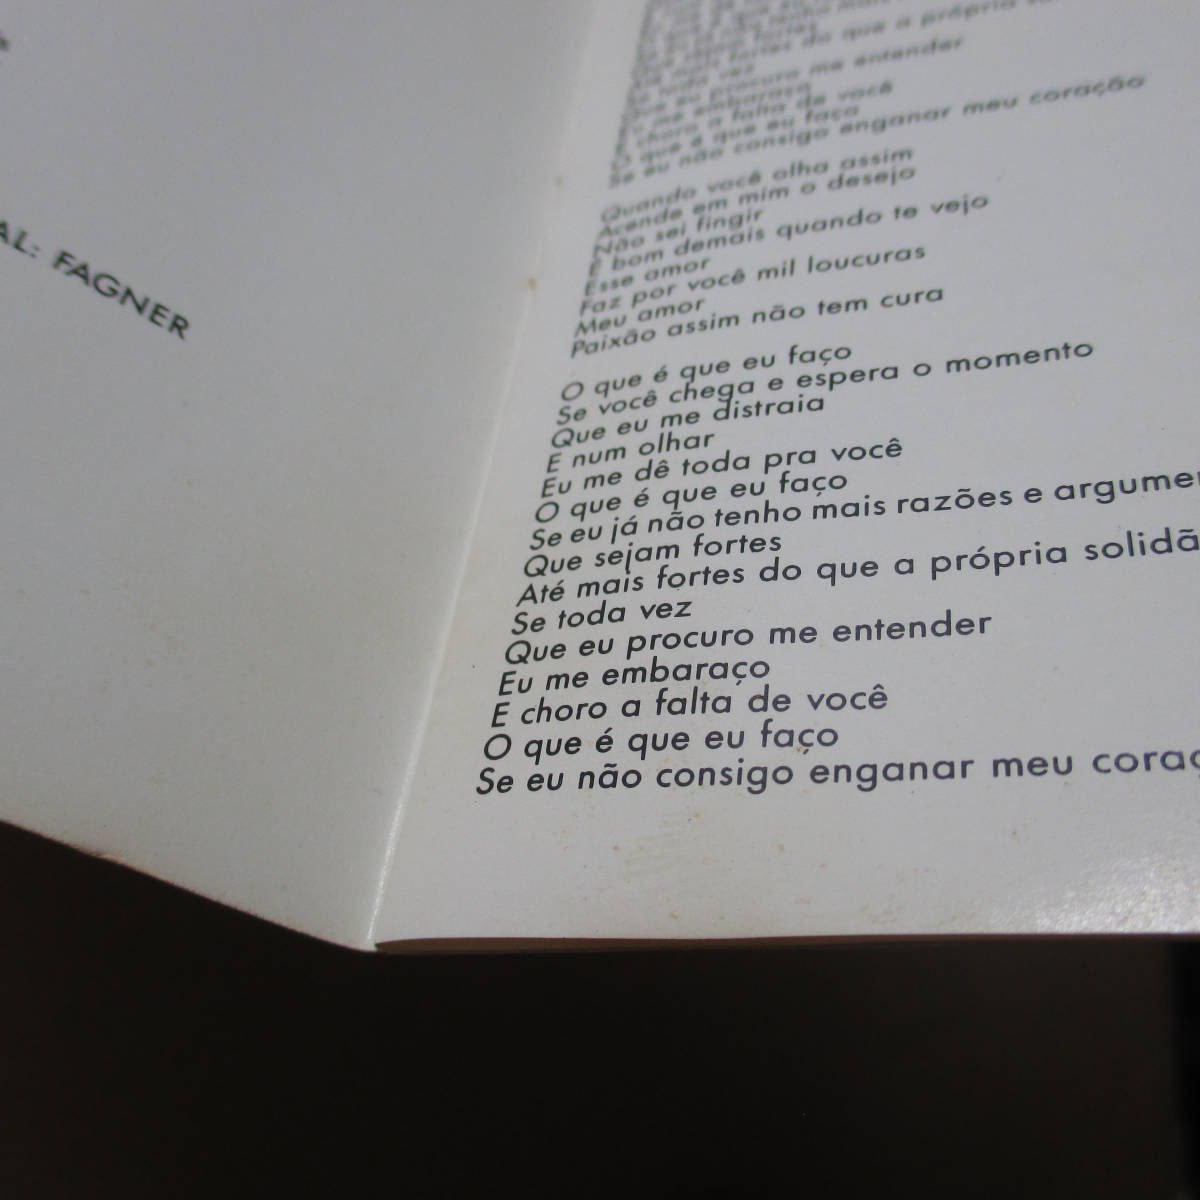 AL: FAGNER
que a própria
Se toda vez
Que eu procuro me entender
Eu me embaraço
E choro a falta de você
O que é que eu faço
Se eu não consigo enganar meu coração
Quando você olha assim
Acende em mim o desejo
Não sei fingir
É bom demais quando te vejo
Esse amor
Faz por você mil loucuras
Meu amor
Paixão assim não tem cura
O que é que eu faço
Se você chega e espera o momento
Que eu me distraia
E num olhar
Eu me dê toda pra você
O que é que eu faço
Se eu já não tenho mais razões e argume
Que sejam fortes
Até mais fortes do que a própria solidã
Se toda vez
Que eu procuro me entender
Eu me embaraço
E choro a falta de você
O que é que eu faço
Se eu não consigo enganar meu coraç